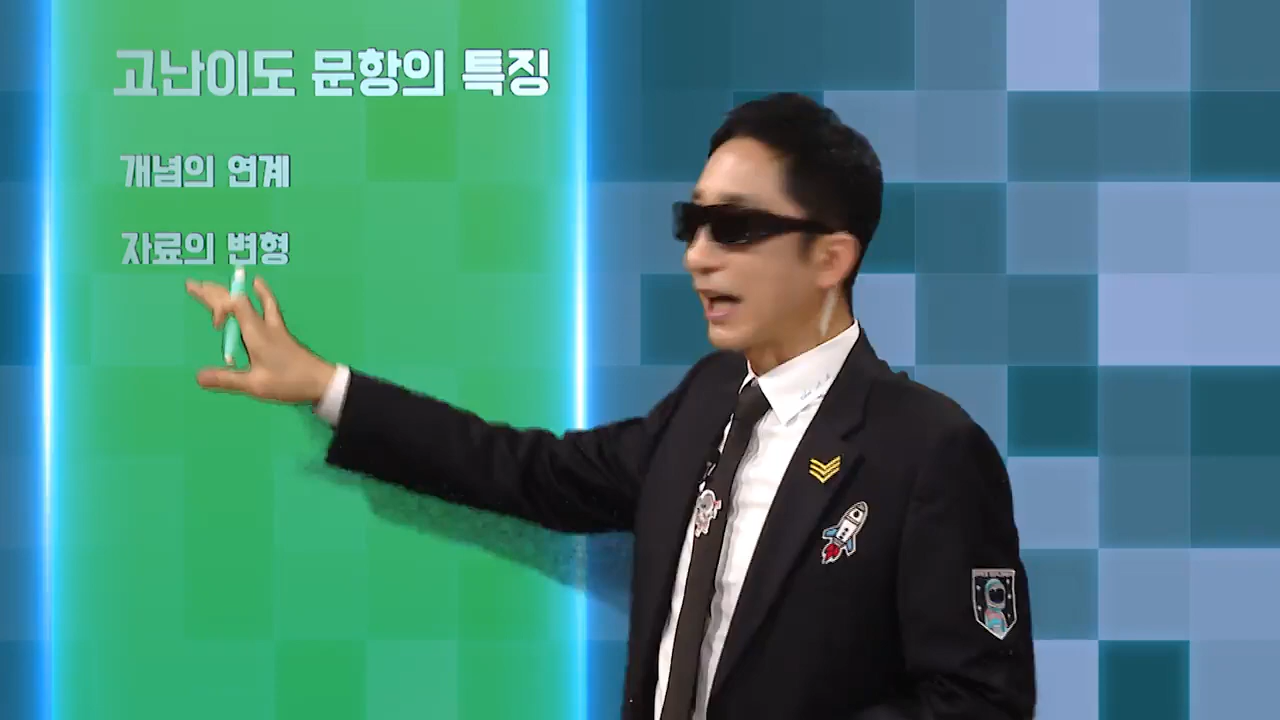 고난이도 문항의 특징
개념의 연계
자료의 변형